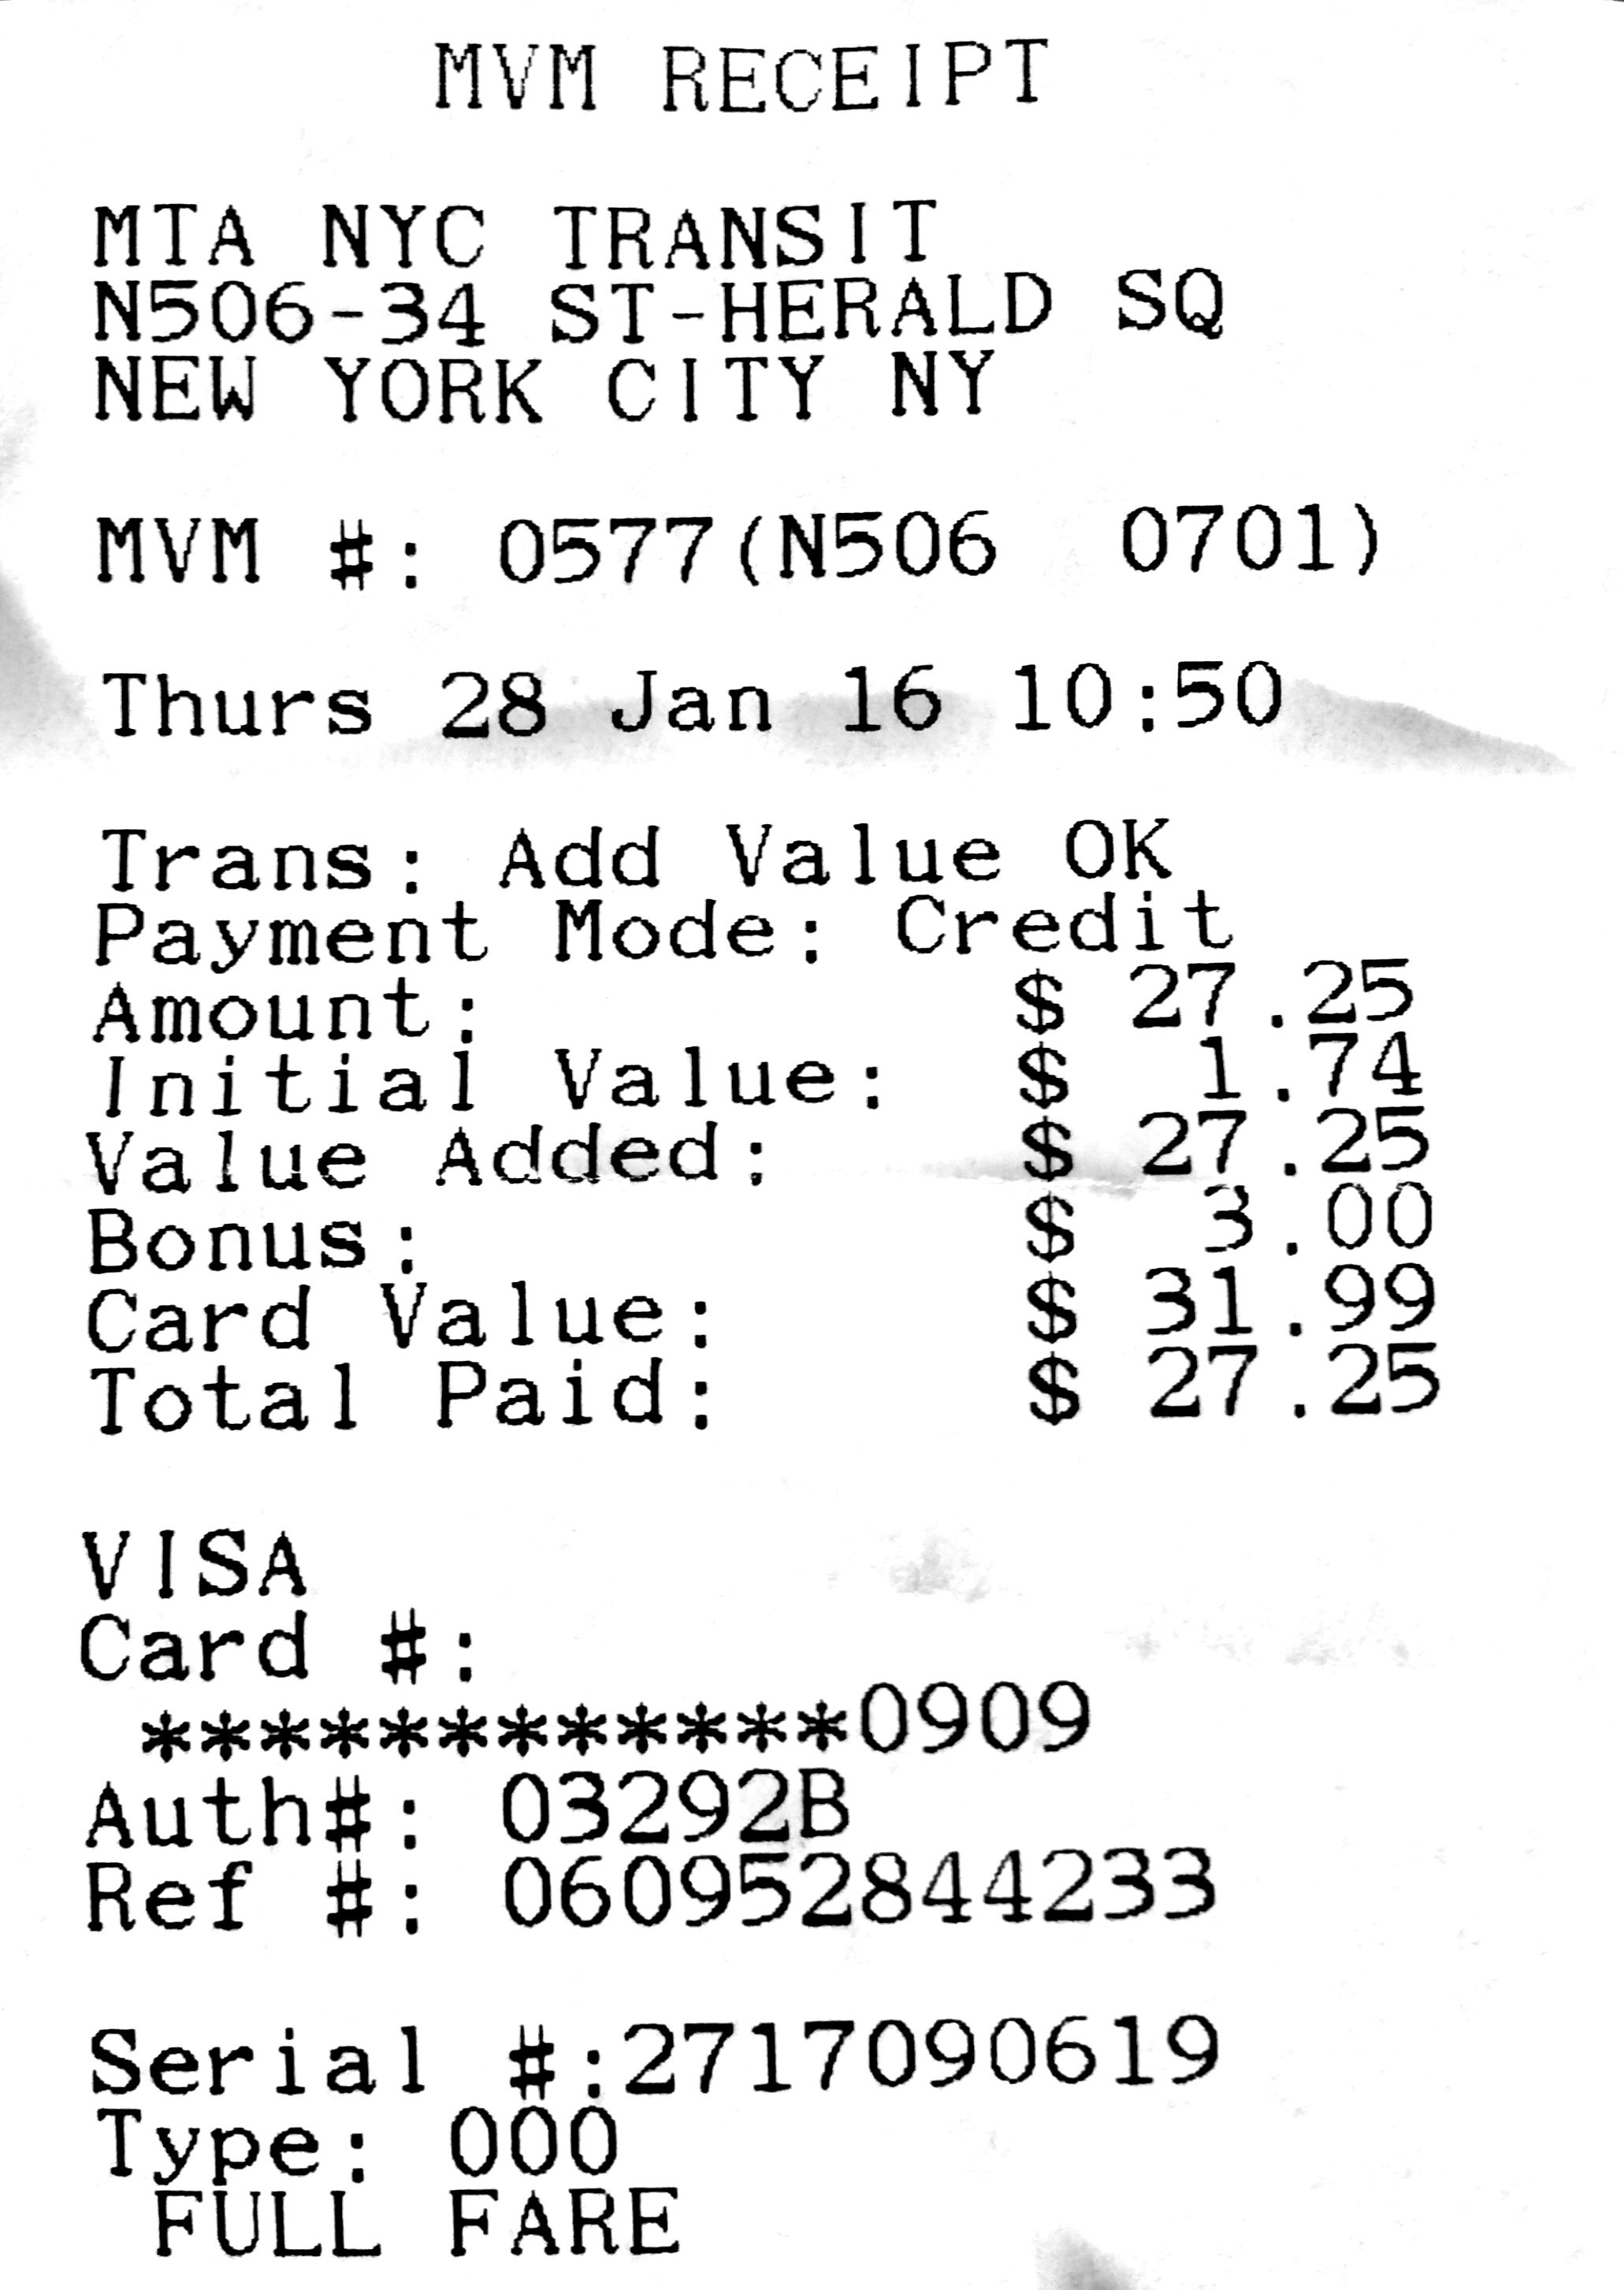 MVM RECEIPT
MTA NYC TRANSIT
N506-34 ST-HERALD SQ
NEW YORK CITY NY
MVM #: 0577(N506 0701)
Thurs 28 Jan 16 10:50
Trans: Add Value OK
Payment Mode: Credit
Amount: $ 27.25
Initial Value: $ 1.74
Value Added: $ 27.25
Bonus: $ 3.00
Card Value: $ 31.99
Total Paid: $ 27.25
VISA
Card #:
************0909
Auth#: 03292B
Ref #: 060952844233
Serial #:2717090619
Type: 000
FULL FARE